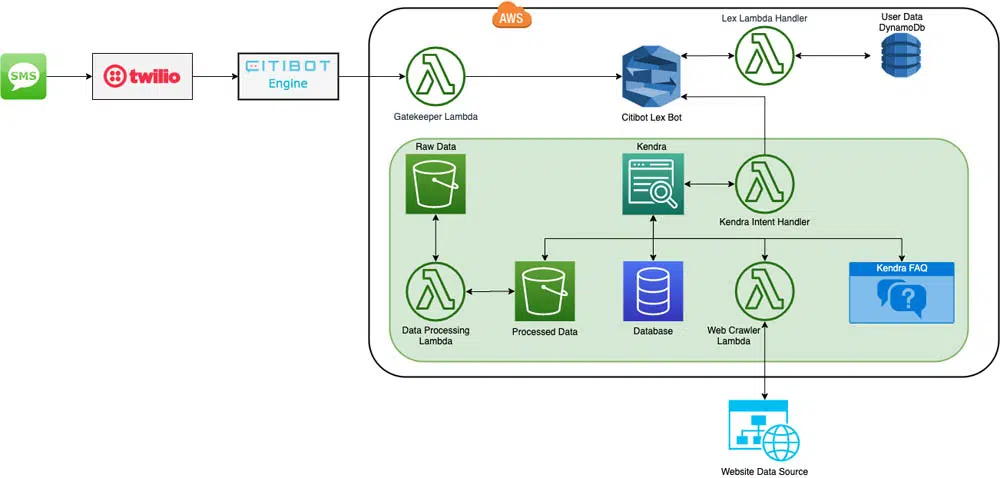 AWS
Lex Lambda Handler
User Data
DynamoDb
SMS
twilio
CITIBOT
Engine
Gatekeeper Lambda
Citibot Lex Bot
Raw Data
Kendra
Kendra Intent Handler
Kendra FAQ
?
Data Processing
Lambda
Processed Data
Database
Web Crawler
Lambda
Website Data Source